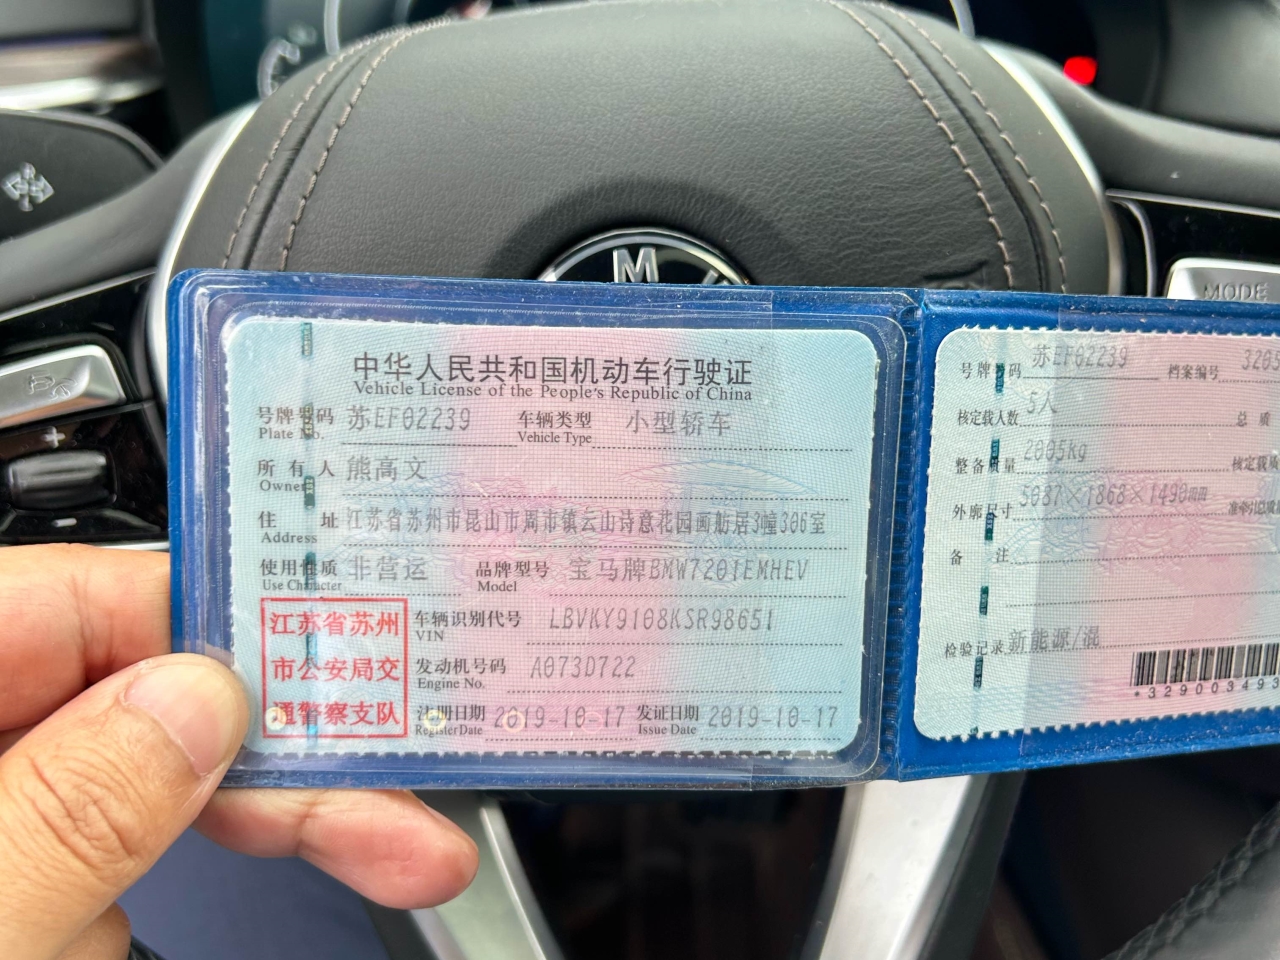 M
MODE
中华人民共和国机动车行驶证
Vehicle License of the People's Republic of China
号牌号码 苏EF02239 车辆类型 小型轿车
Plate No. Vehicle Type
所有人 熊高文
Owner
住址 江苏省苏州市昆山市周市镇云山诗意花园画舫居3幢306室
Address
使用性质 非营运 品牌型号 宝马牌BMW7201EMHEV
Use Character Model
江苏省苏州
市公安局交
通警察支队
车辆识别代号 LBVKY9108KSR98651
VIN
发动机号码 A073D722
Engine No.
注册日期 2019-10-17 发证日期 2019-10-17
Register Date Issue Date
号牌号码 苏EF02239 档案编号 3205
核定载人数 5人 总质
整备质量 2005kg 核定载质
外廓尺寸 5087×1868×1490mm
备注
检验记录 新能源/混
*329003493